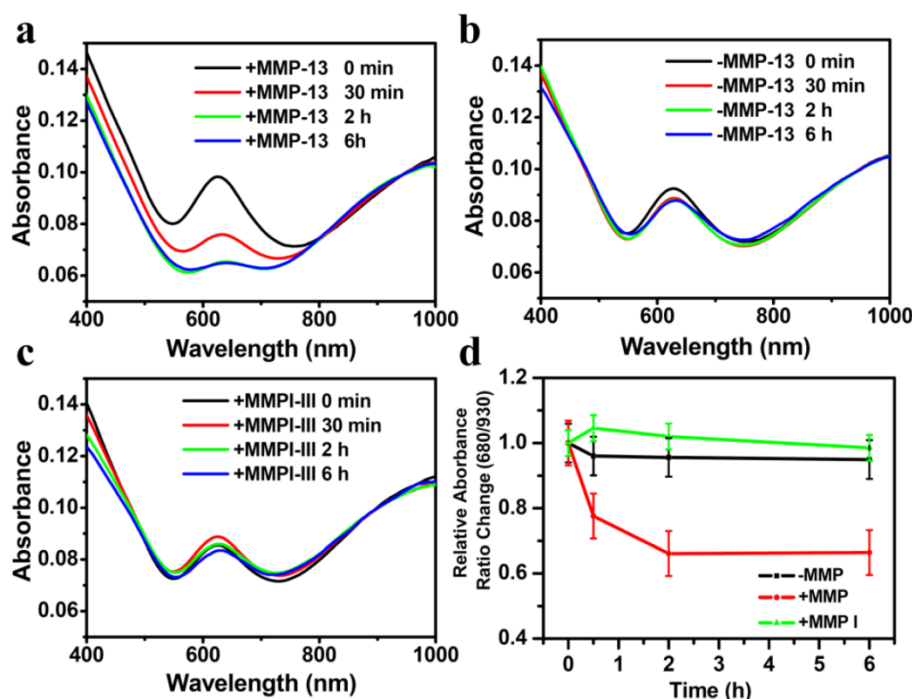 a
+MMP-13 0 min
+MMP-13 30 min
+MMP-13 2 h
+MMP-13 6h
0.14
0.12
0.10
0.08
0.06
Absorbance
400 600 800 1000
Wavelength (nm)
b
-MMP-13 0 min
-MMP-13 30 min
-MMP-13 2 h
-MMP-13 6 h
0.14
0.12
0.10
0.08
0.06
Absorbance
400 600 800 1000
Wavelength (nm)
c
+MMPI-III 0 min
+MMPI-III 30 min
+MMPI-III 2 h
+MMPI-III 6 h
0.14
0.12
0.10
0.08
0.06
Absorbance
400 600 800 1000
Wavelength (nm)
d
1.2
1.0
0.8
0.6
0.4
Relative Aborbance
Ratio Change (680/930)
-MMP
+MMP
+MMP I
0 1 2 3 4 5 6
Time (h)